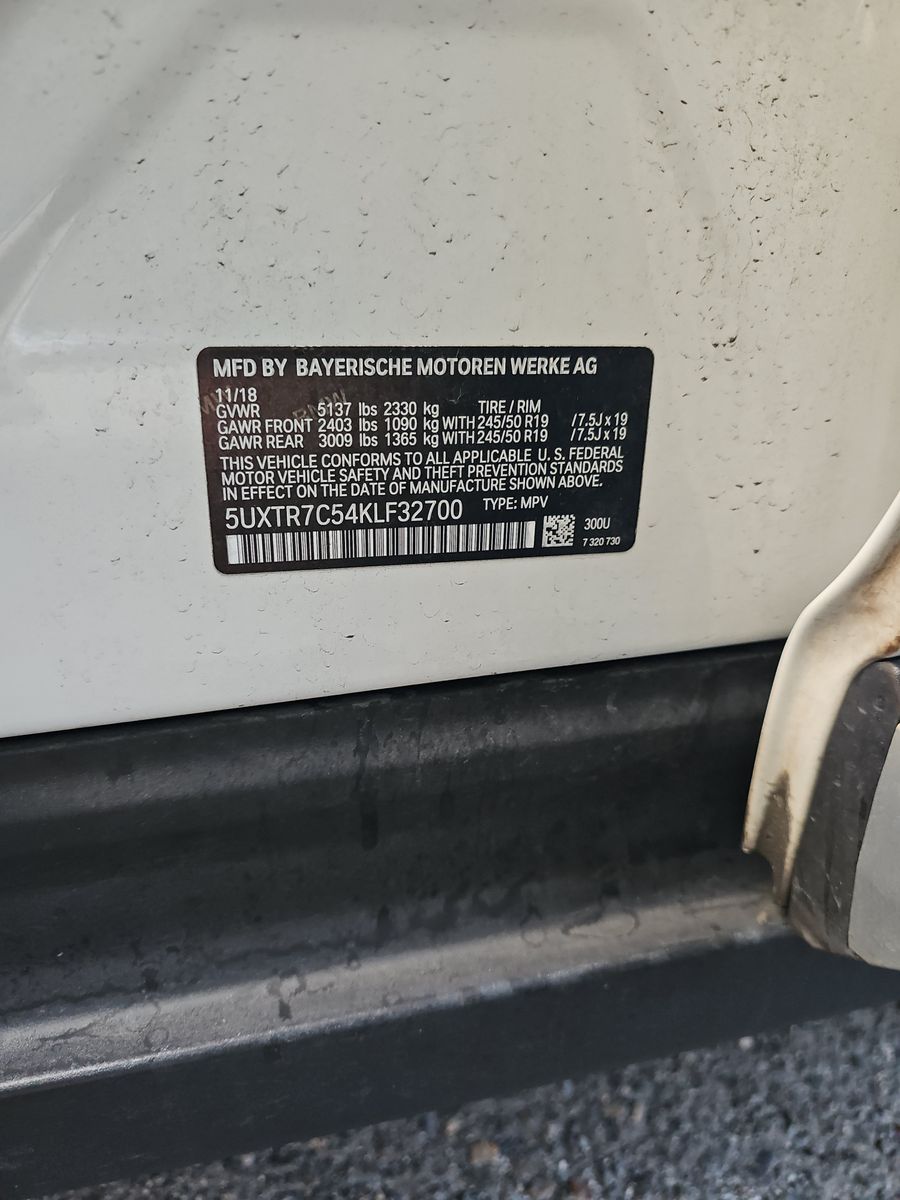 MFD BY BAYERISCHE MOTOREN WERKE AG
11/18
GVWR 5137 lbs 2330 kg TIRE / RIM
GAWR FRONT 2403 lbs 1090 kg WITH 245/50 R19 /7.5J x 19
GAWR REAR 3009 lbs 1365 kg WITH 245/50 R19 /7.5J x 19
THIS VEHICLE CONFORMS TO ALL APPLICABLE U. S. FEDERAL
MOTOR VEHICLE SAFETY AND THEFT PREVENTION STANDARDS
IN EFFECT ON THE DATE OF MANUFACTURE SHOWN ABOVE.
5UXTR7C54KLF32700 TYPE: MPV
300U
7 320 730